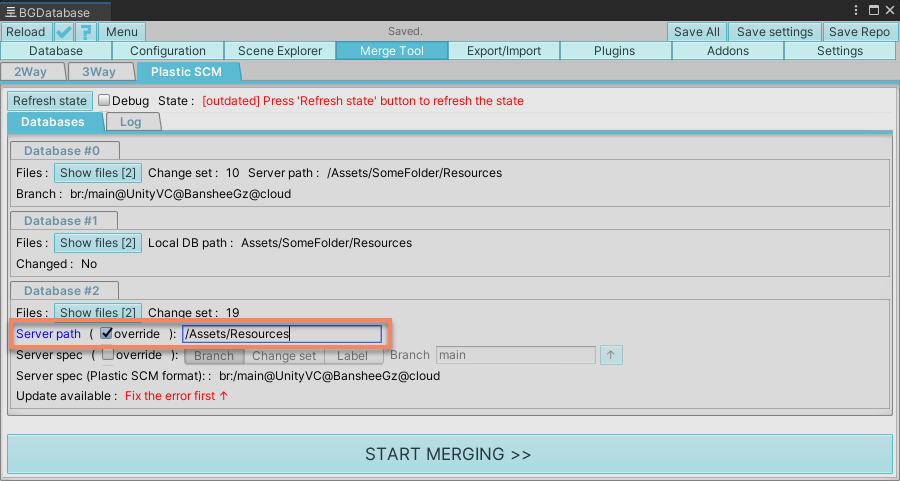 BGDatabase
Reload ? Menu Saved. Save All Save settings Save Repo
Database Configuration Scene Explorer Merge Tool Export/Import Plugins Addons Settings
2Way 3Way Plastic SCM
Refresh state Debug State : [outdated] Press 'Refresh state' button to refresh the state
Databases Log
Database #0
Files : Show files [2] Change set : 10 Server path : /Assets/SomeFolder/Resources
Branch : br:/main@UnityVC@BansheeGz@cloud
Database #1
Files : Show files [2] Local DB path : Assets/SomeFolder/Resources
Changed : No
Database #2
Files : Show files [2] Change set : 19
Server path ( override ): /Assets/Resources
Server spec ( override ): Branch Change set Label Branch main ↑
Server spec (Plastic SCM format): : br:/main@UnityVC@BansheeGz@cloud
Update available : Fix the error first ↑
START MERGING >>